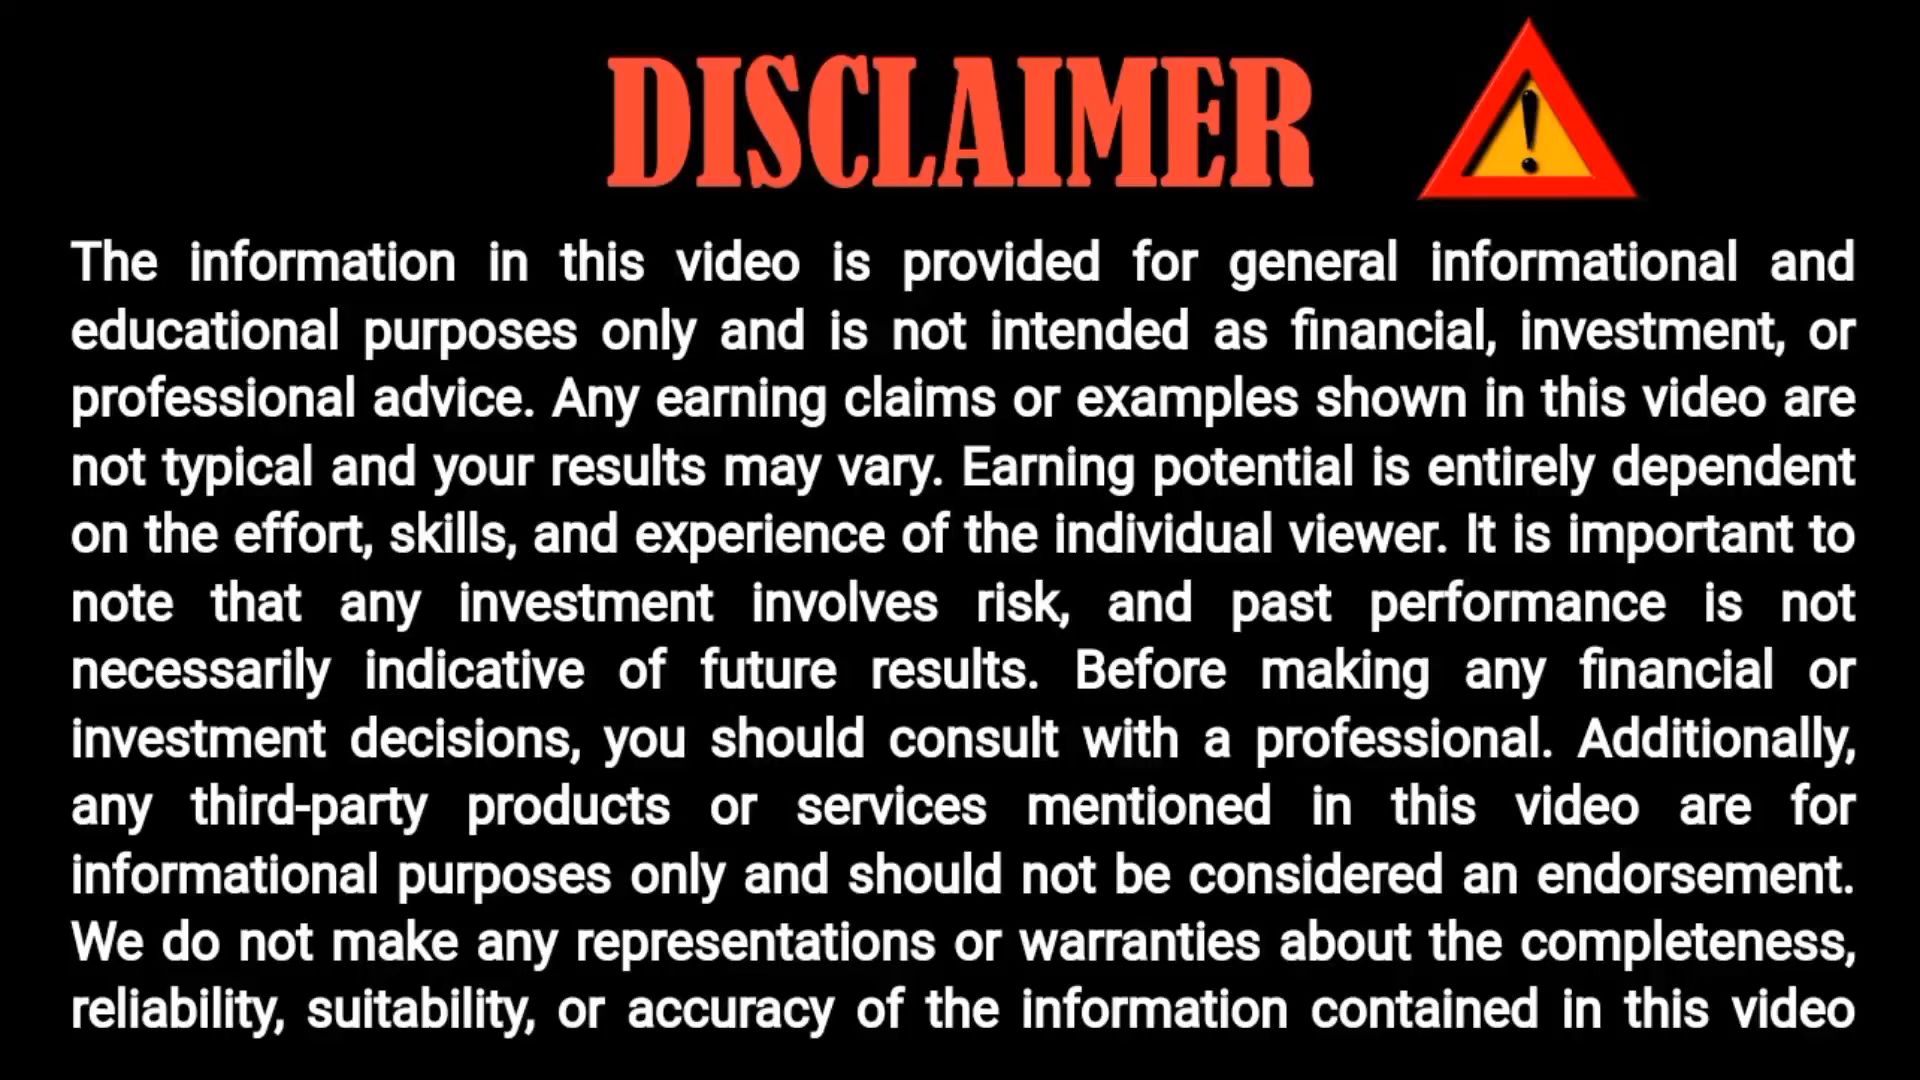 DISCLAIMER
The information in this video is provided for general informational and
educational purposes only and is not intended as financial, investment, or
professional advice. Any earning claims or examples shown in this video are
not typical and your results may vary. Earning potential is entirely dependent
on the effort, skills, and experience of the individual viewer. It is important to
note that any investment involves risk, and past performance is not
necessarily indicative of future results. Before making any financial or
investment decisions, you should consult with a professional. Additionally,
any third-party products or services mentioned in this video are for
informational purposes only and should not be considered an endorsement.
We do not make any representations or warranties about the completeness,
reliability, suitability, or accuracy of the information contained in this video